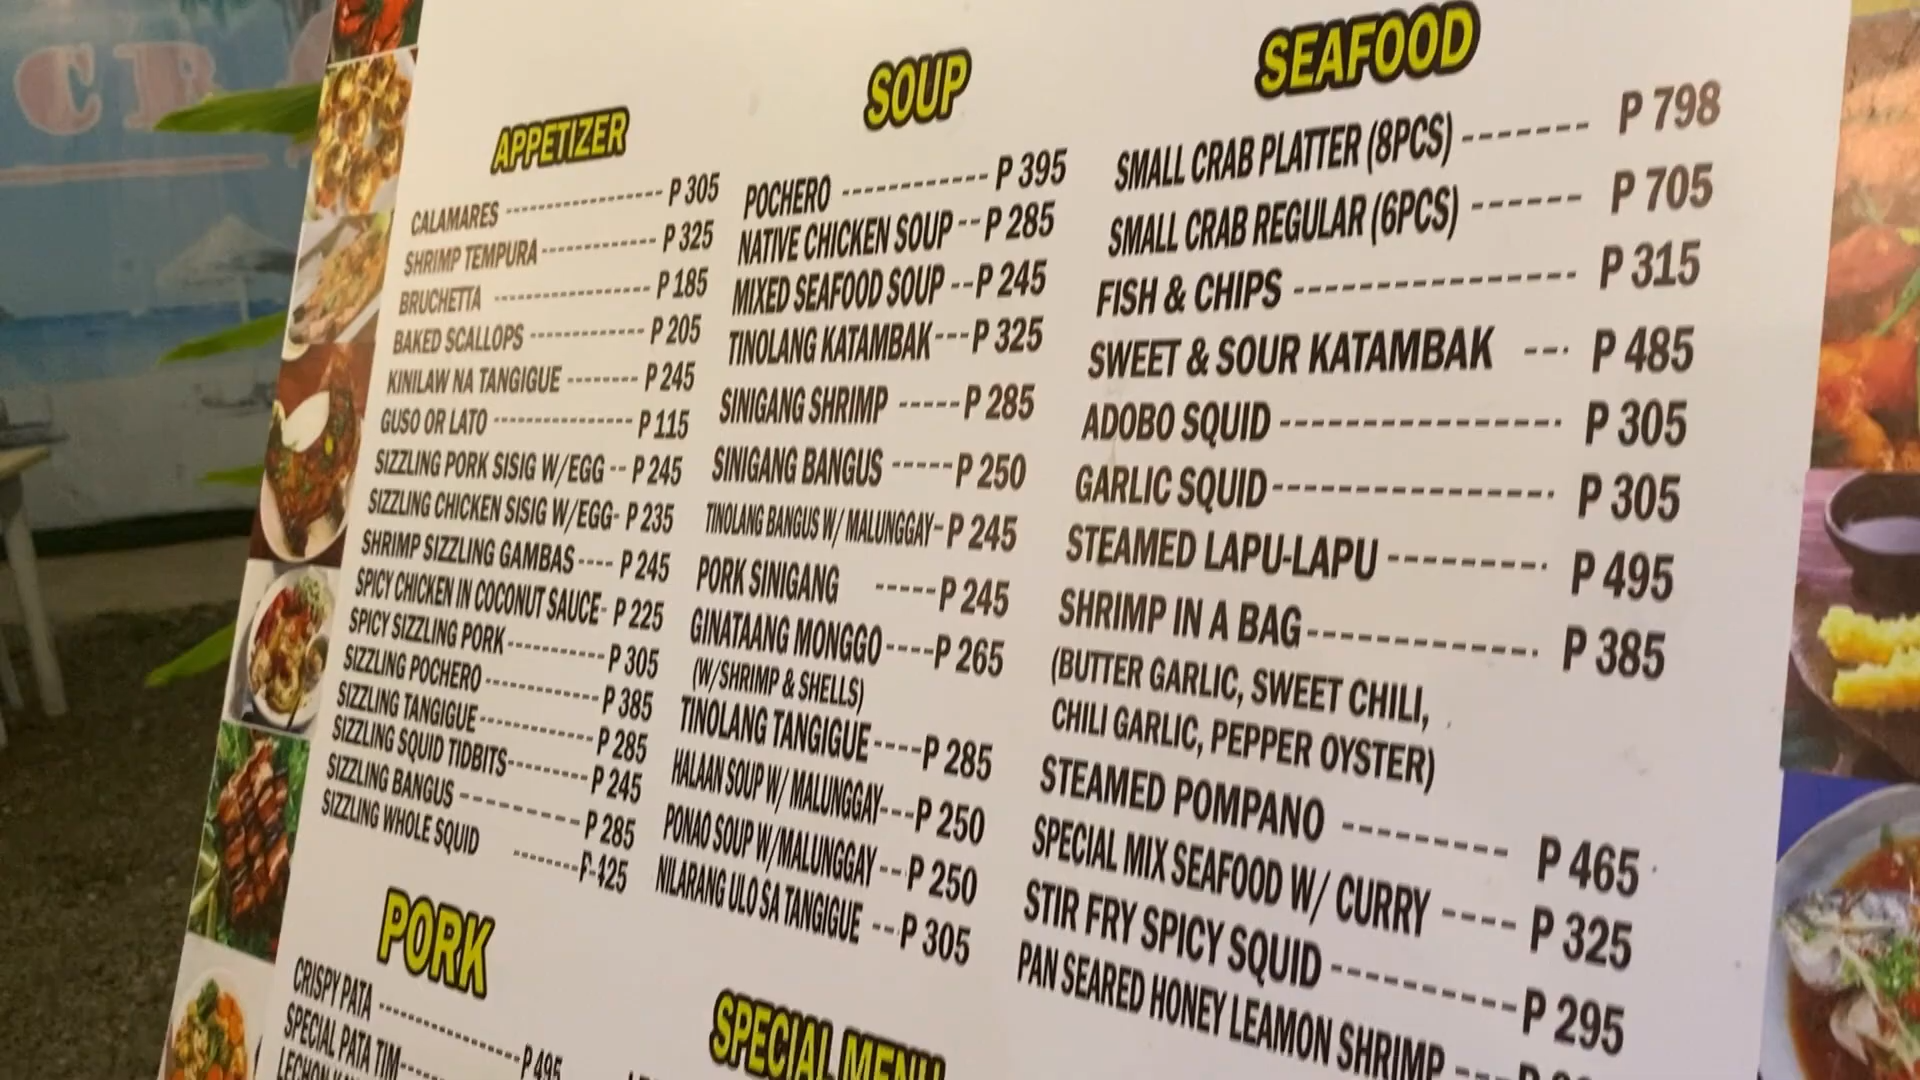 APPETIZER
CALAMARES ---------------- P 305
SHRIMP TEMPURA ------------ P 325
BRUCHETTA ---------------- P 185
BAKED SCALLOPS ------------ P 205
KINILAW NA TANGIGUE -------- P 245
GUSO OR LATO --------------- P 115
SIZZLING PORK SISIG W/EGG -- P 245
SIZZLING CHICKEN SISIG W/EGG- P 235
SHRIMP SIZZLING GAMBAS ---- P 245
SPICY CHICKEN IN COCONUT SAUCE- P 225
SPICY SIZZLING PORK ----------- P 305
SIZZLING POCHERO ------------- P 385
SIZZLING TANGIGUE ------------- P 285
SIZZLING SQUID TIDBITS--------- P 245
SIZZLING BANGUS --------- P 285
SIZZLING WHOLE SQUID -------
PORK
CRISPY PATA ---------------- P 495
SPECIAL PATA TIM
LECHON
SOUP
POCHERO ------------ P 395
NATIVE CHICKEN SOUP -- P 285
MIXED SEAFOOD SOUP -- P 245
TINOLANG KATAMBAK --- P 325
SINIGANG SHRIMP ----- P 285
SINIGANG BANGUS ----- P 250
TINOLANG BANGUS W/ MALUNGGAY- P 245
PORK SINIGANG ----- P 245
GINATAANG MONGGO ---- P 265
(W/SHRIMP & SHELLS)
TINOLANG TANGIGUE ---- P 285
HALAAN SOUP W/ MALUNGGAY--- P 250
PONAO SOUP W/MALUNGGAY --- P 250
NILARANG ULO SA TANGIGUE --- P 305
SPECIAL MENU
SEAFOOD
SMALL CRAB PLATTER (8PCS) ------- P 798
SMALL CRAB REGULAR (6PCS) ------ P 705
FISH & CHIPS --------------- P 315
SWEET & SOUR KATAMBAK --- P 485
ADOBO SQUID ---------------- P 305
GARLIC SQUID ---------------- P 305
STEAMED LAPU-LAPU --------- P 495
SHRIMP IN A BAG ------------- P 385
(BUTTER GARLIC, SWEET CHILI,
CHILI GARLIC, PEPPER OYSTER)
STEAMED POMPANO -------- P 465
SPECIAL MIX SEAFOOD W/ CURRY ---- P 325
STIR FRY SPICY SQUID --------- P 295
PAN SEARED HONEY LEAMON SHRIMP ---